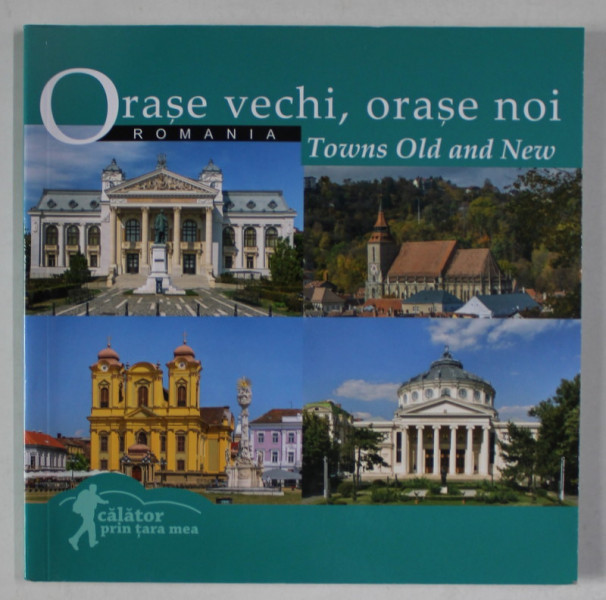 Orașe vechi, orașe noi
ROMANIA
Towns Old and New
călător
prin țara mea